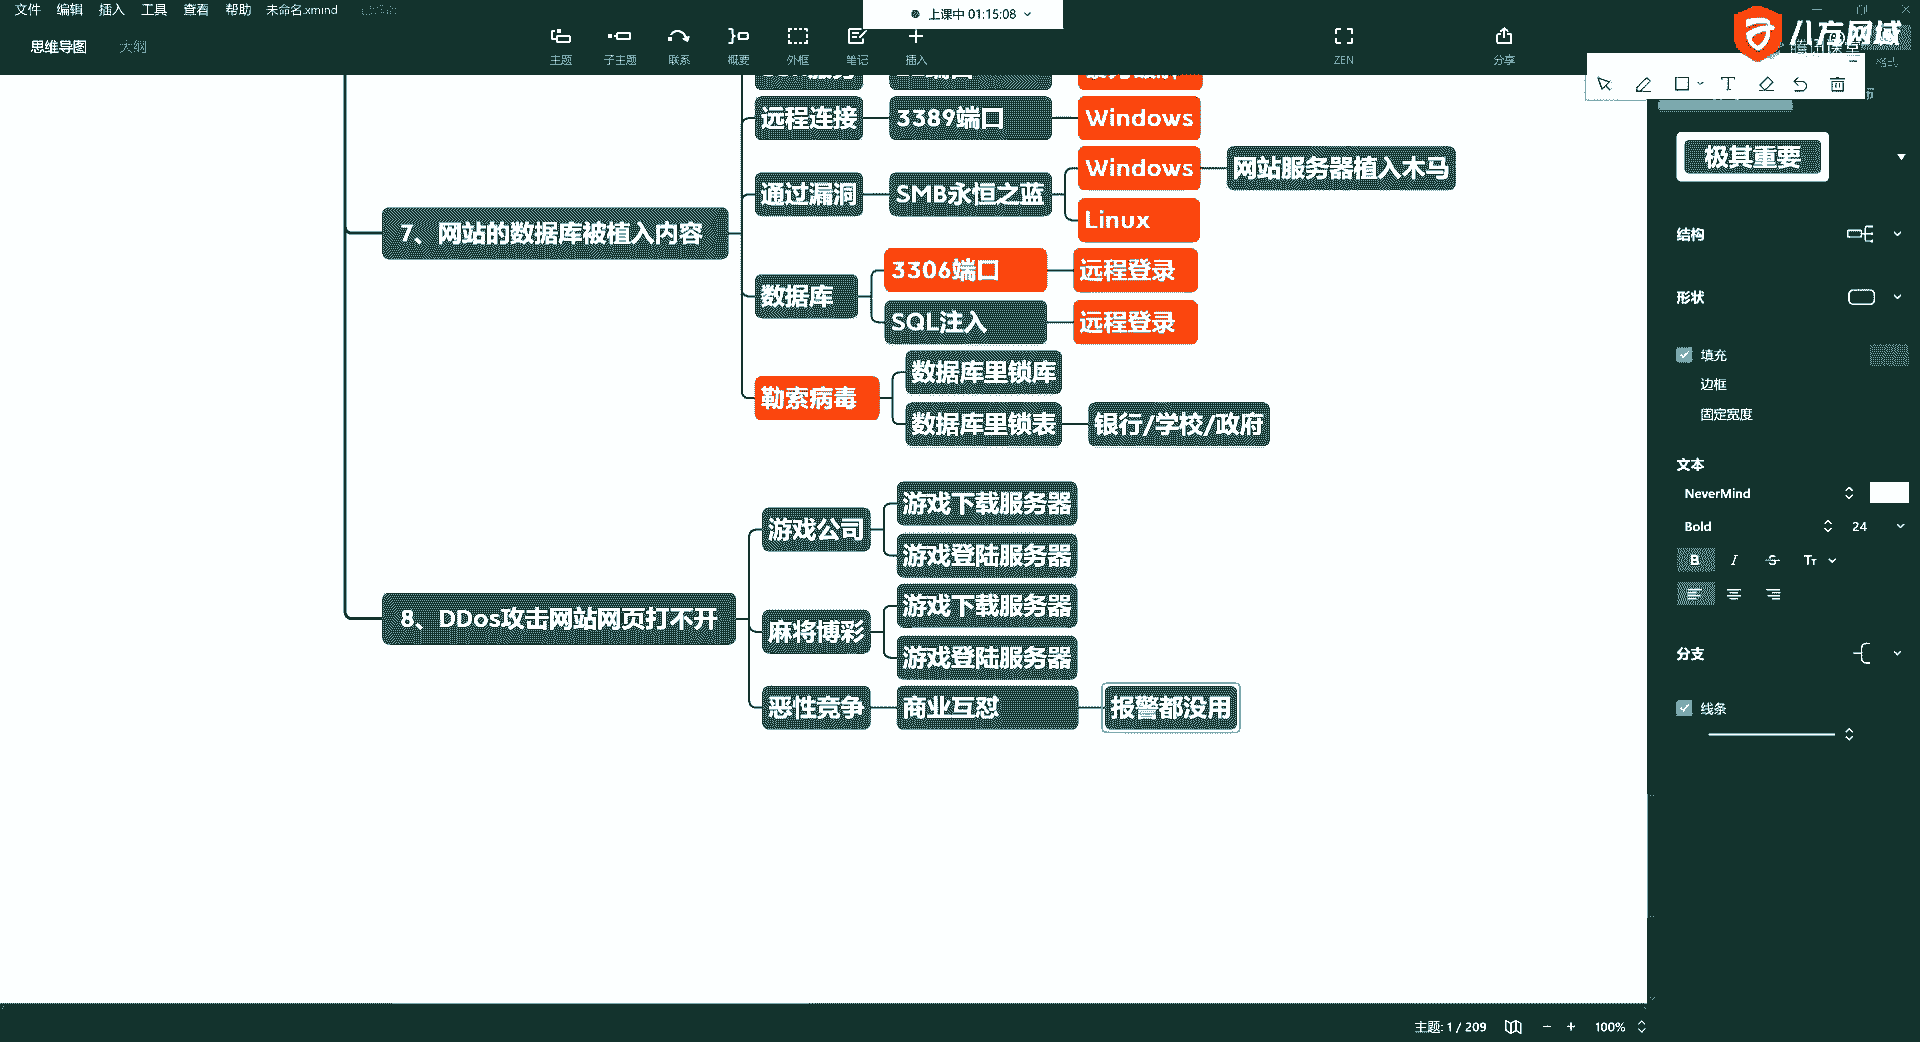 文件 编辑 插入 工具 查看 帮助 未命名.xmind
上课中 01:15:08
八方网域
腾讯课堂
思维导图 大纲
主题 子主题 联系 概要 外框 笔记 插入 ZEN 分享 格式
远程连接 3389端口 Windows
通过漏洞 SMB永恒之蓝 Windows 网站服务器植入木马
Linux
7、网站的数据库被植入内容
数据库 3306端口 远程登录
SQL注入 远程登录
勒索病毒 数据库里锁库
数据库里锁表 银行/学校/政府
8、DDos攻击网站网页打不开
游戏公司 游戏下载服务器
游戏登陆服务器
麻将博彩 游戏下载服务器
游戏登陆服务器
恶性竞争 商业互怼 报警都没用
极其重要
结构
形状
填充
边框
固定宽度
文本
NeverMind
Bold 24
B I S TT
分支
线条
主题: 1 / 209 100%